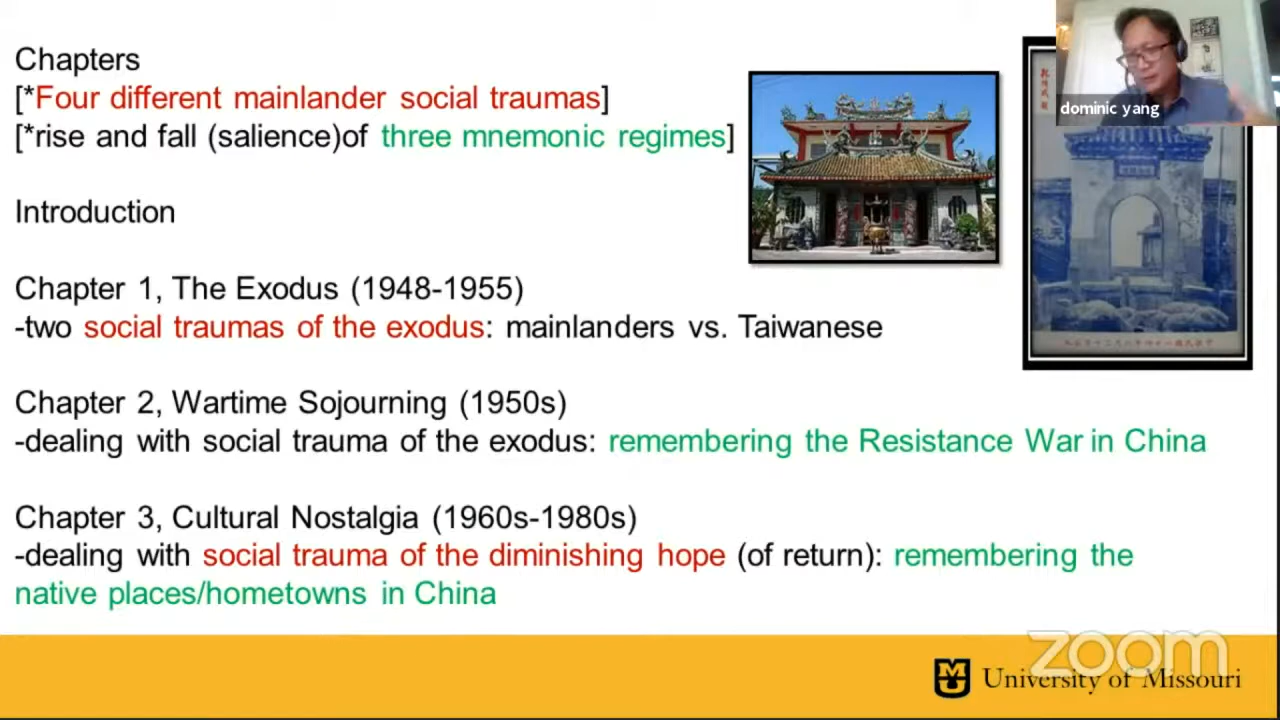 Chapters
[*Four different mainlander social traumas]
[*rise and fall (salience)of three mnemonic regimes]
Introduction
Chapter 1, The Exodus (1948-1955)
-two social traumas of the exodus: mainlanders vs. Taiwanese
Chapter 2, Wartime Sojourning (1950s)
-dealing with social trauma of the exodus: remembering the Resistance War in China
Chapter 3, Cultural Nostalgia (1960s-1980s)
-dealing with social trauma of the diminishing hope (of return): remembering the
native places/hometowns in China
dominic yang
zoom
University of Missouri